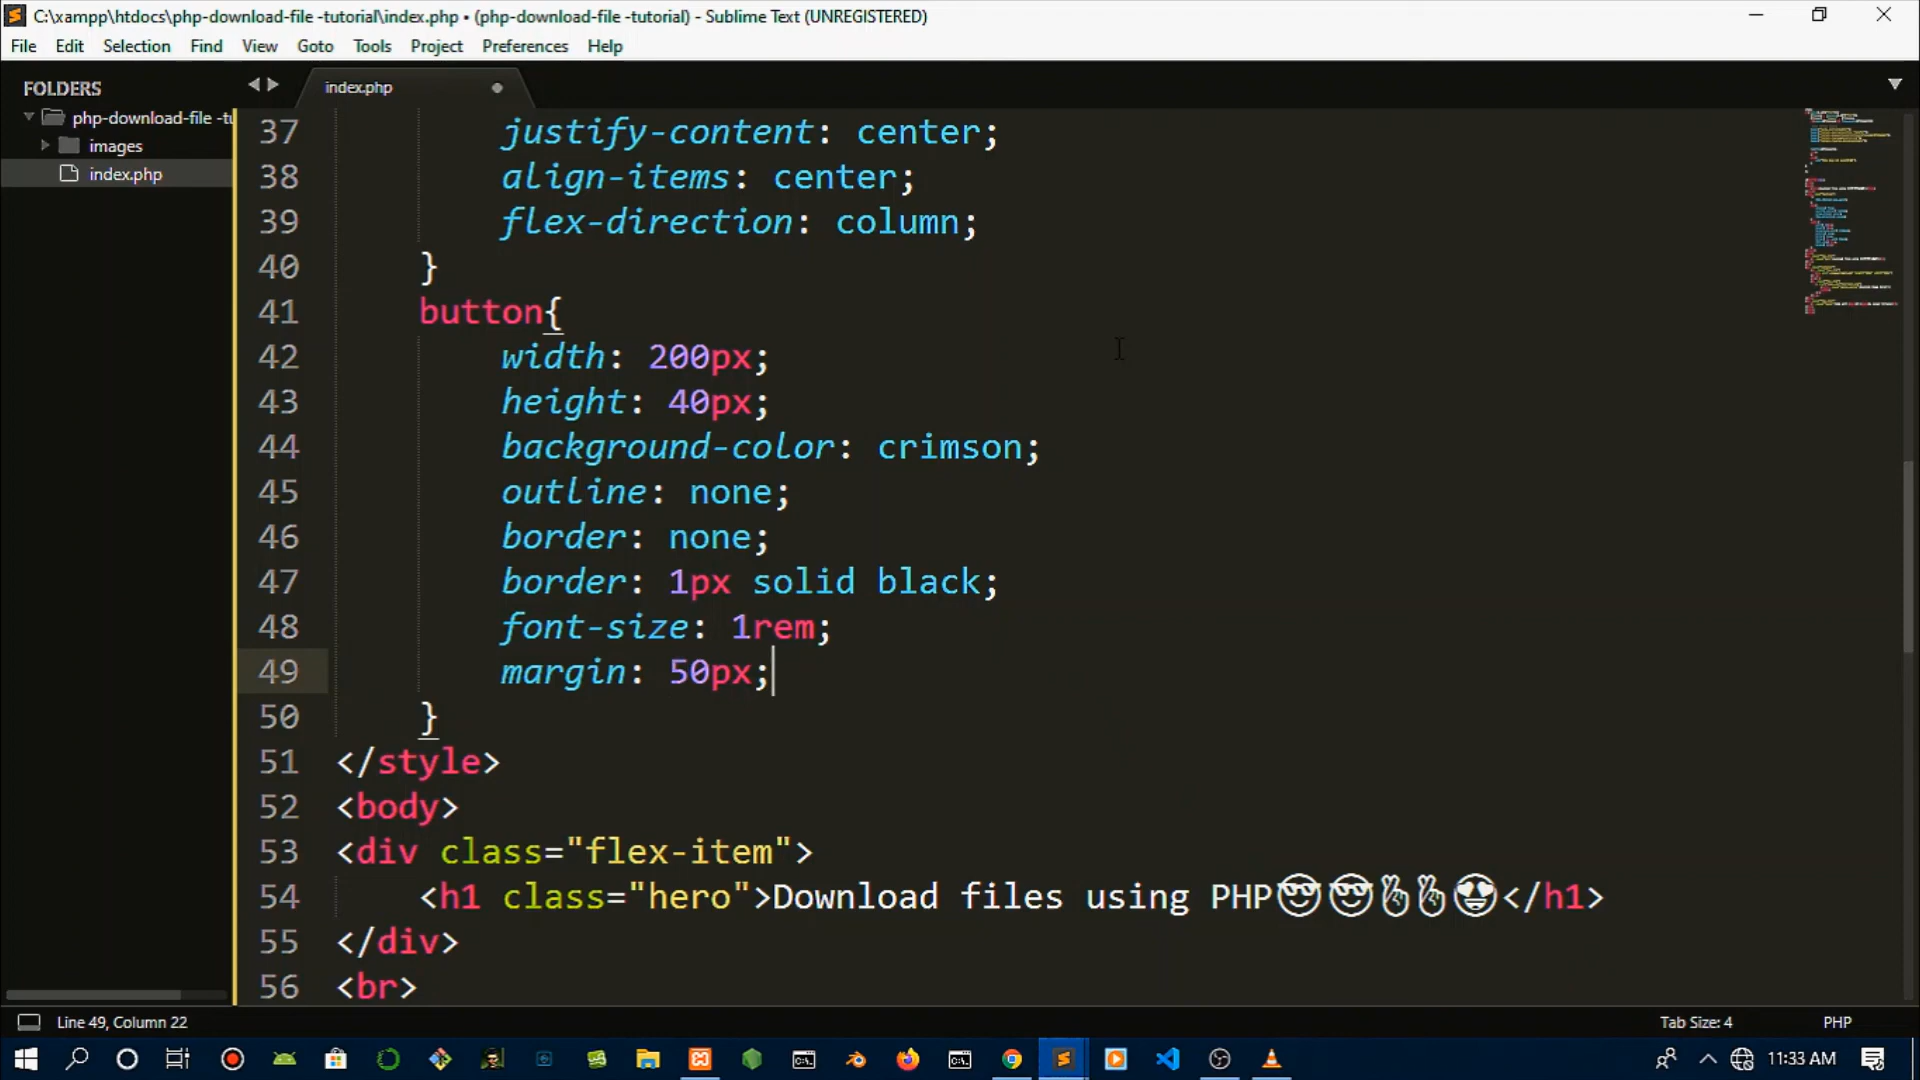 C:\xampp\htdocs\php-download-file -tutorial\index.php • (php-download-file -tutorial) - Sublime Text (UNREGISTERED)
File Edit Selection Find View Goto Tools Project Preferences Help
FOLDERS
php-download-file -tu
images
index.php
index.php
37 justify-content: center;
38 align-items: center;
39 flex-direction: column;
40 }
41 button{
42 width: 200px;
43 height: 40px;
44 background-color: crimson;
45 outline: none;
46 border: none;
47 border: 1px solid black;
48 font-size: 1rem;
49 margin: 50px;
50 }
51 </style>
52 <body>
53 <div class="flex-item">
54 <h1 class="hero">Download files using PHP😎😎🫰🫰😍</h1>
55 </div>
56 <br>
Line 49, Column 22
Tab Size: 4
PHP
11:33 AM